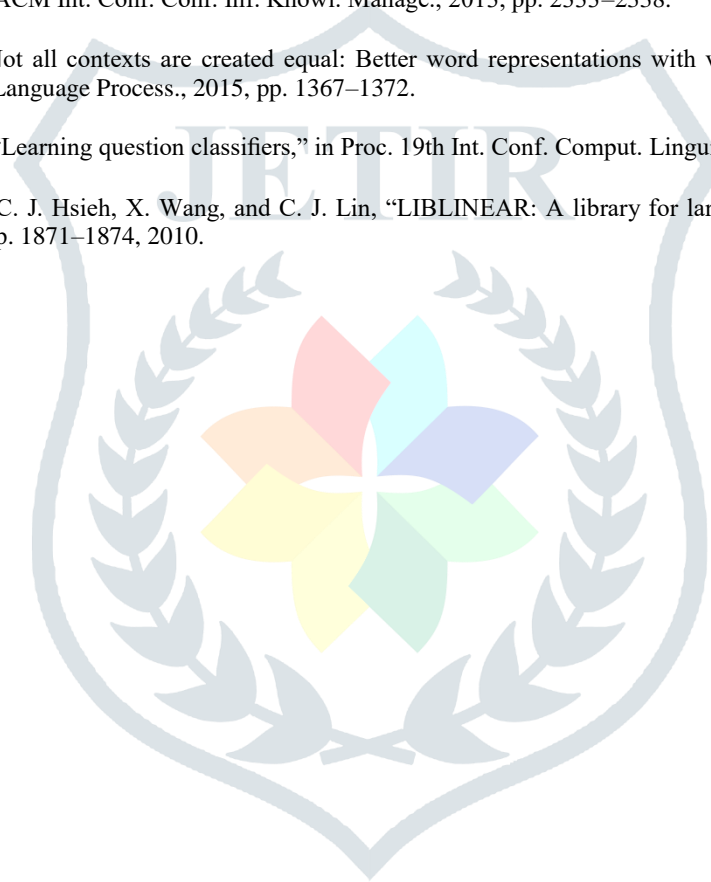 ACM Int. Conf. Conf. Inf. Knowl. Manage., 2015, pp. 2333–2338.
Not all contexts are created equal: Better word representations with v
Language Process., 2015, pp. 1367–1372.
“Learning question classifiers,” in Proc. 19th Int. Conf. Comput. Lingui
C. J. Hsieh, X. Wang, and C. J. Lin, “LIBLINEAR: A library for lar
p. 1871–1874, 2010.
JETIR